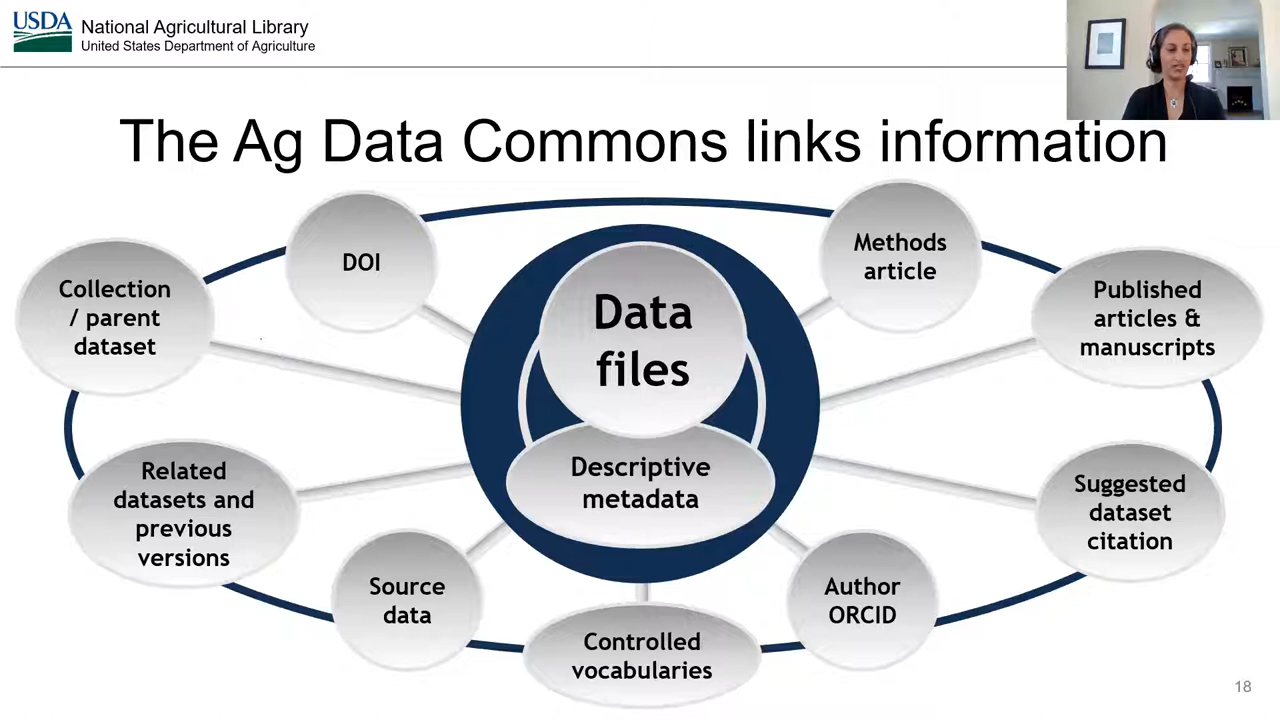 USDA
National Agricultural Library
United States Department of Agriculture
The Ag Data Commons links information
DOI
Methods
article
Collection
/ parent
dataset
Data
files
Published
articles &
manuscripts
Related
datasets and
previous
versions
Descriptive
metadata
Suggested
dataset
citation
Source
data
Author
ORCID
Controlled
vocabularies
18